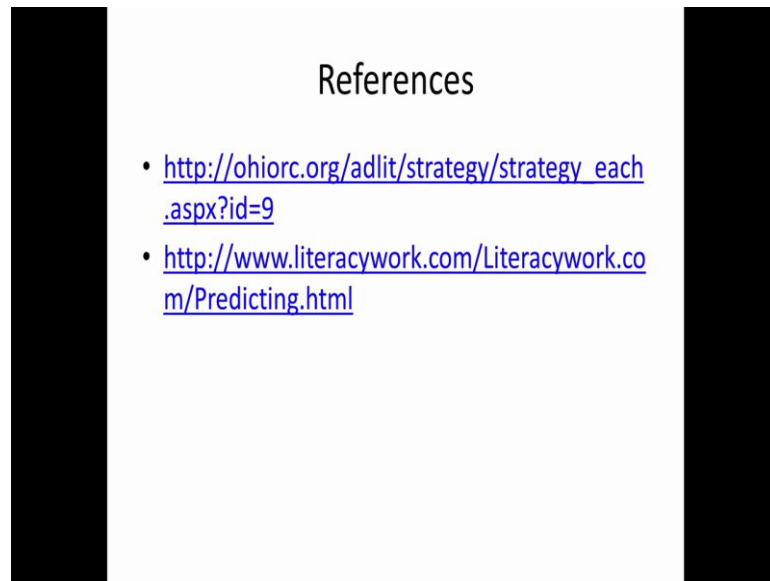 References
• http://ohiorc.org/adlit/strategy/strategy_each
.aspx?id=9
• http://www.literacywork.com/Literacywork.co
m/Predicting.html